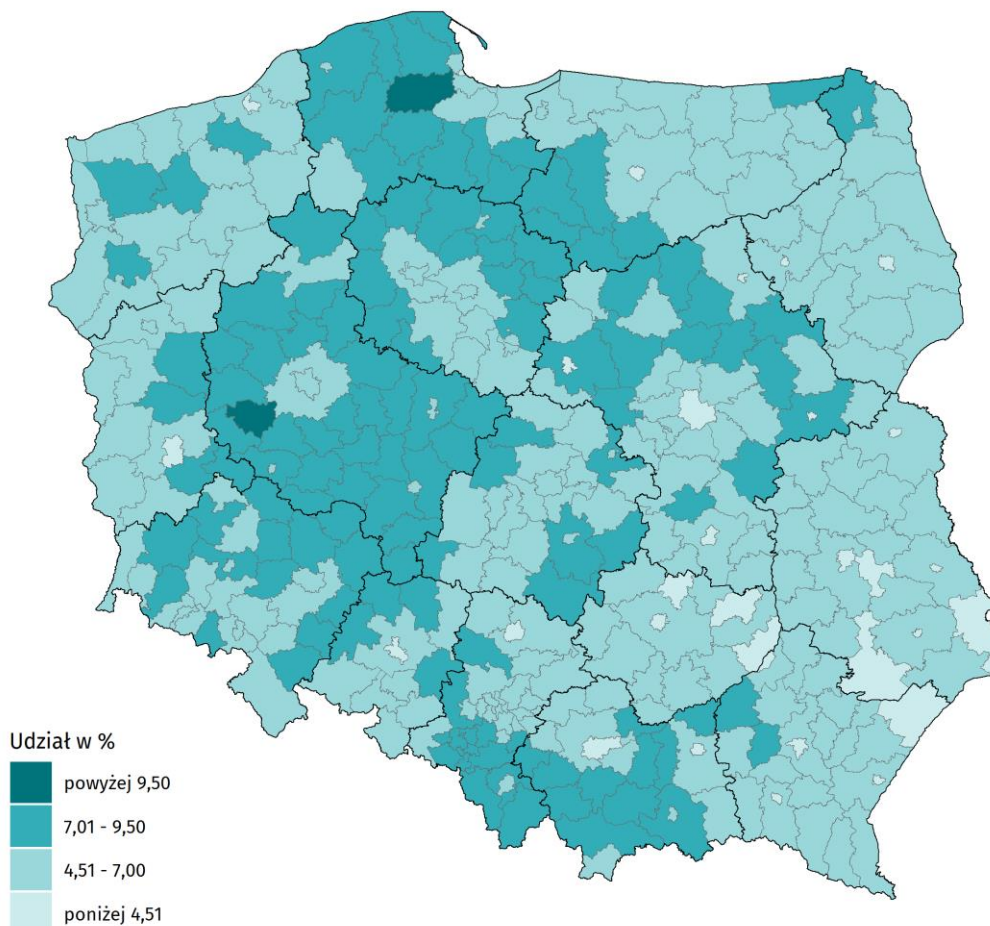 Udział w %
powyżej 9,50
7,01 - 9,50
4,51 - 7,00
poniżej 4,51